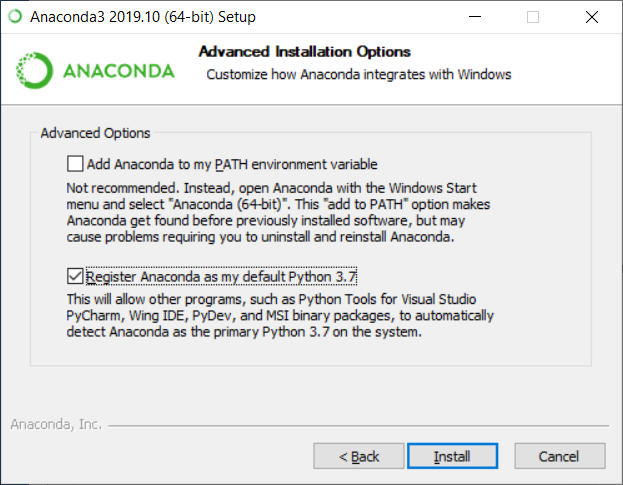 Anaconda3 2019.10 (64-bit) Setup
Advanced Installation Options
Customize how Anaconda integrates with Windows
ANACONDA
Advanced Options
Add Anaconda to my PATH environment variable
Not recommended. Instead, open Anaconda with the Windows Start
menu and select "Anaconda (64-bit)". This "add to PATH" option makes
Anaconda get found before previously installed software, but may
cause problems requiring you to uninstall and reinstall Anaconda.
Register Anaconda as my default Python 3.7
This will allow other programs, such as Python Tools for Visual Studio
PyCharm, Wing IDE, PyDev, and MSI binary packages, to automatically
detect Anaconda as the primary Python 3.7 on the system.
Anaconda, Inc.
< Back
Install
Cancel